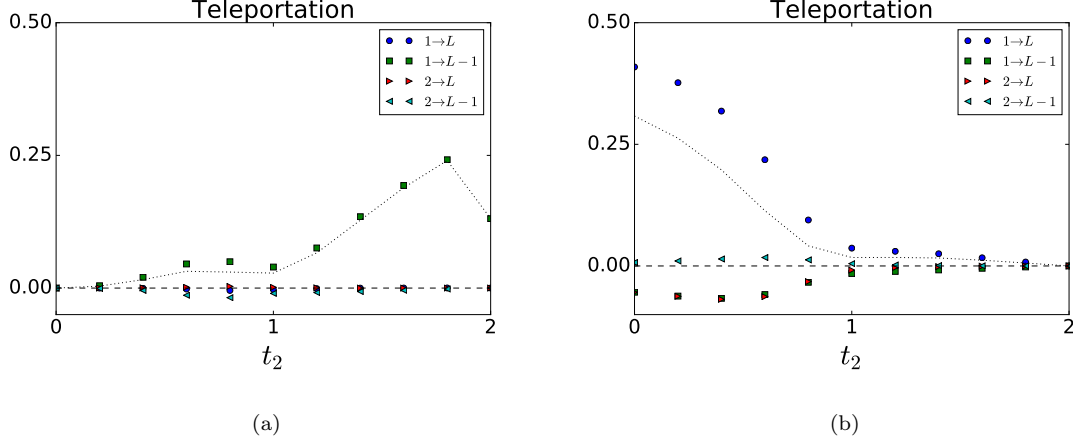 Teleportation
0.50
0.25
0.00
0
1
2
t₂
1→L
1→L−1
2→L
2→L−1
(a)
Teleportation
0.50
0.25
0.00
0
1
2
t₂
1→L
1→L−1
2→L
2→L−1
(b)